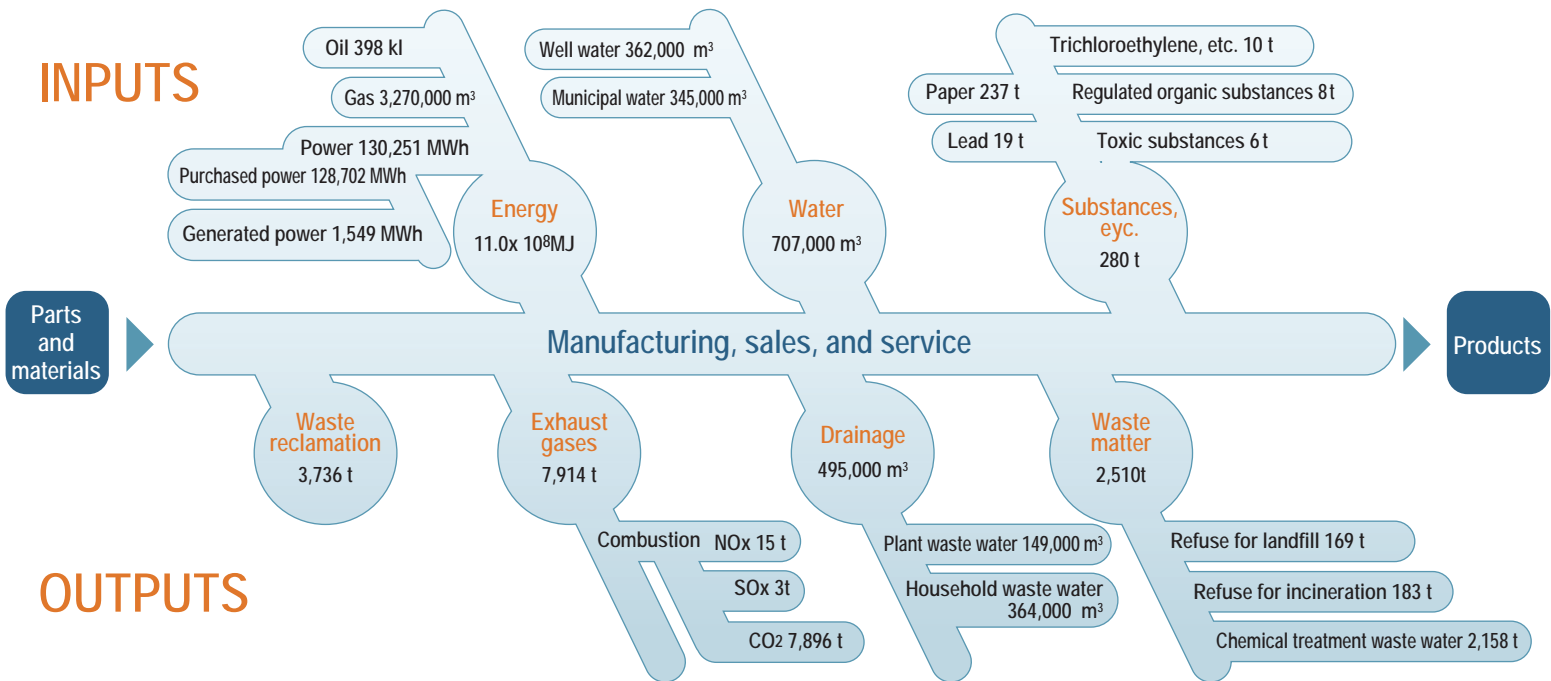 INPUTS
Oil 398 kl
Gas 3,270,000 m³
Power 130,251 MWh
Purchased power 128,702 MWh
Generated power 1,549 MWh
Energy
11.0x 10⁸MJ
Well water 362,000 m³
Municipal water 345,000 m³
Water
707,000 m³
Trichloroethylene, etc. 10 t
Paper 237 t
Regulated organic substances 8 t
Lead 19 t
Toxic substances 6 t
Substances,
eyc.
280 t
Parts
and
materials
Manufacturing, sales, and service
Products
Waste
reclamation
3,736 t
Exhaust
gases
7,914 t
Drainage
495,000 m³
Waste
matter
2,510t
OUTPUTS
Combustion NOx 15 t
SOx 3t
CO2 7,896 t
Plant waste water 149,000 m³
Household waste water
364,000 m³
Refuse for landfill 169 t
Refuse for incineration 183 t
Chemical treatment waste water 2,158 t